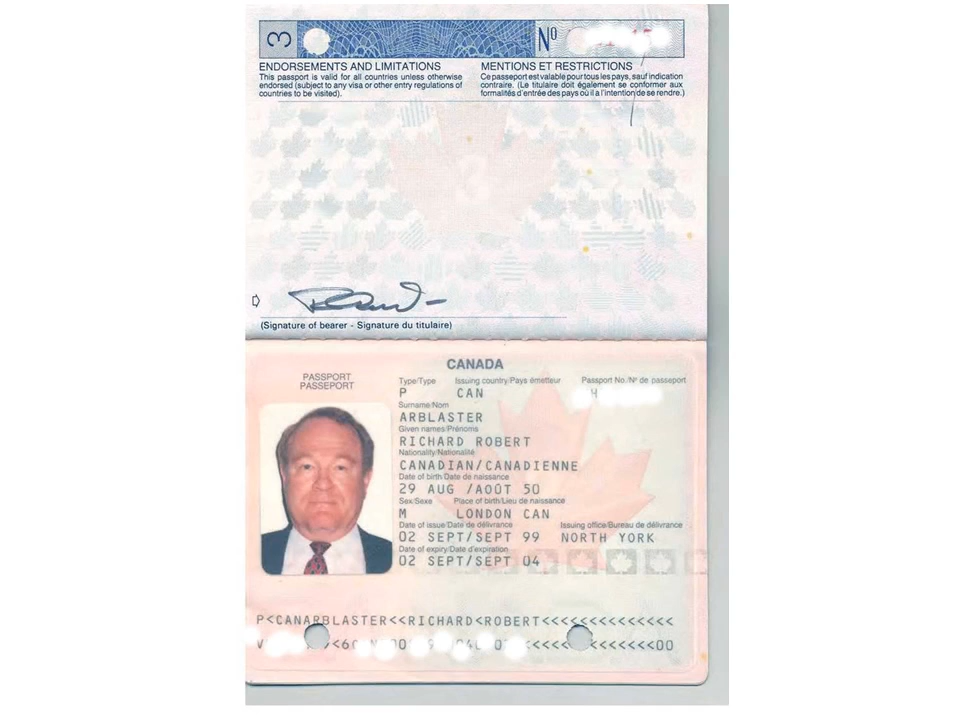 3
Nº
ENDORSEMENTS AND LIMITATIONS
This passport is valid for all countries unless otherwise
endorsed (subject to any visa or other entry regulations of
countries to be visited).
MENTIONS ET RESTRICTIONS
Ce passeport est valable pour tous les pays, sauf indication
contraire. (Le titulaire doit également se conformer aux
formalités d'entrée des pays où il a l'intention de se rendre.)
3
(Signature of bearer - Signature du titulaire)
CANADA
PASSPORT
PASSEPORT
Type/Type Issuing country/Pays émetteur Passport No./Nº de passeport
P CAN
Surname/Nom
ARBLASTER
Given names/Prénoms
RICHARD ROBERT
Nationality/Nationalité
CANADIAN/CANADIENNE
Date of birth/Date de naissance
29 AUG /AOÛT 50
Sex/Sexe Place of birth/Lieu de naissance
M LONDON CAN
Date of issue/Date de délivrance Issuing office/Bureau de délivrance
02 SEPT/SEPT 99 NORTH YORK
Date of expiry/Date d'expiration
02 SEPT/SEPT 04
P<CANARBLASTER<<RICHARD<ROBERT<<<<<<<<<<<<<<